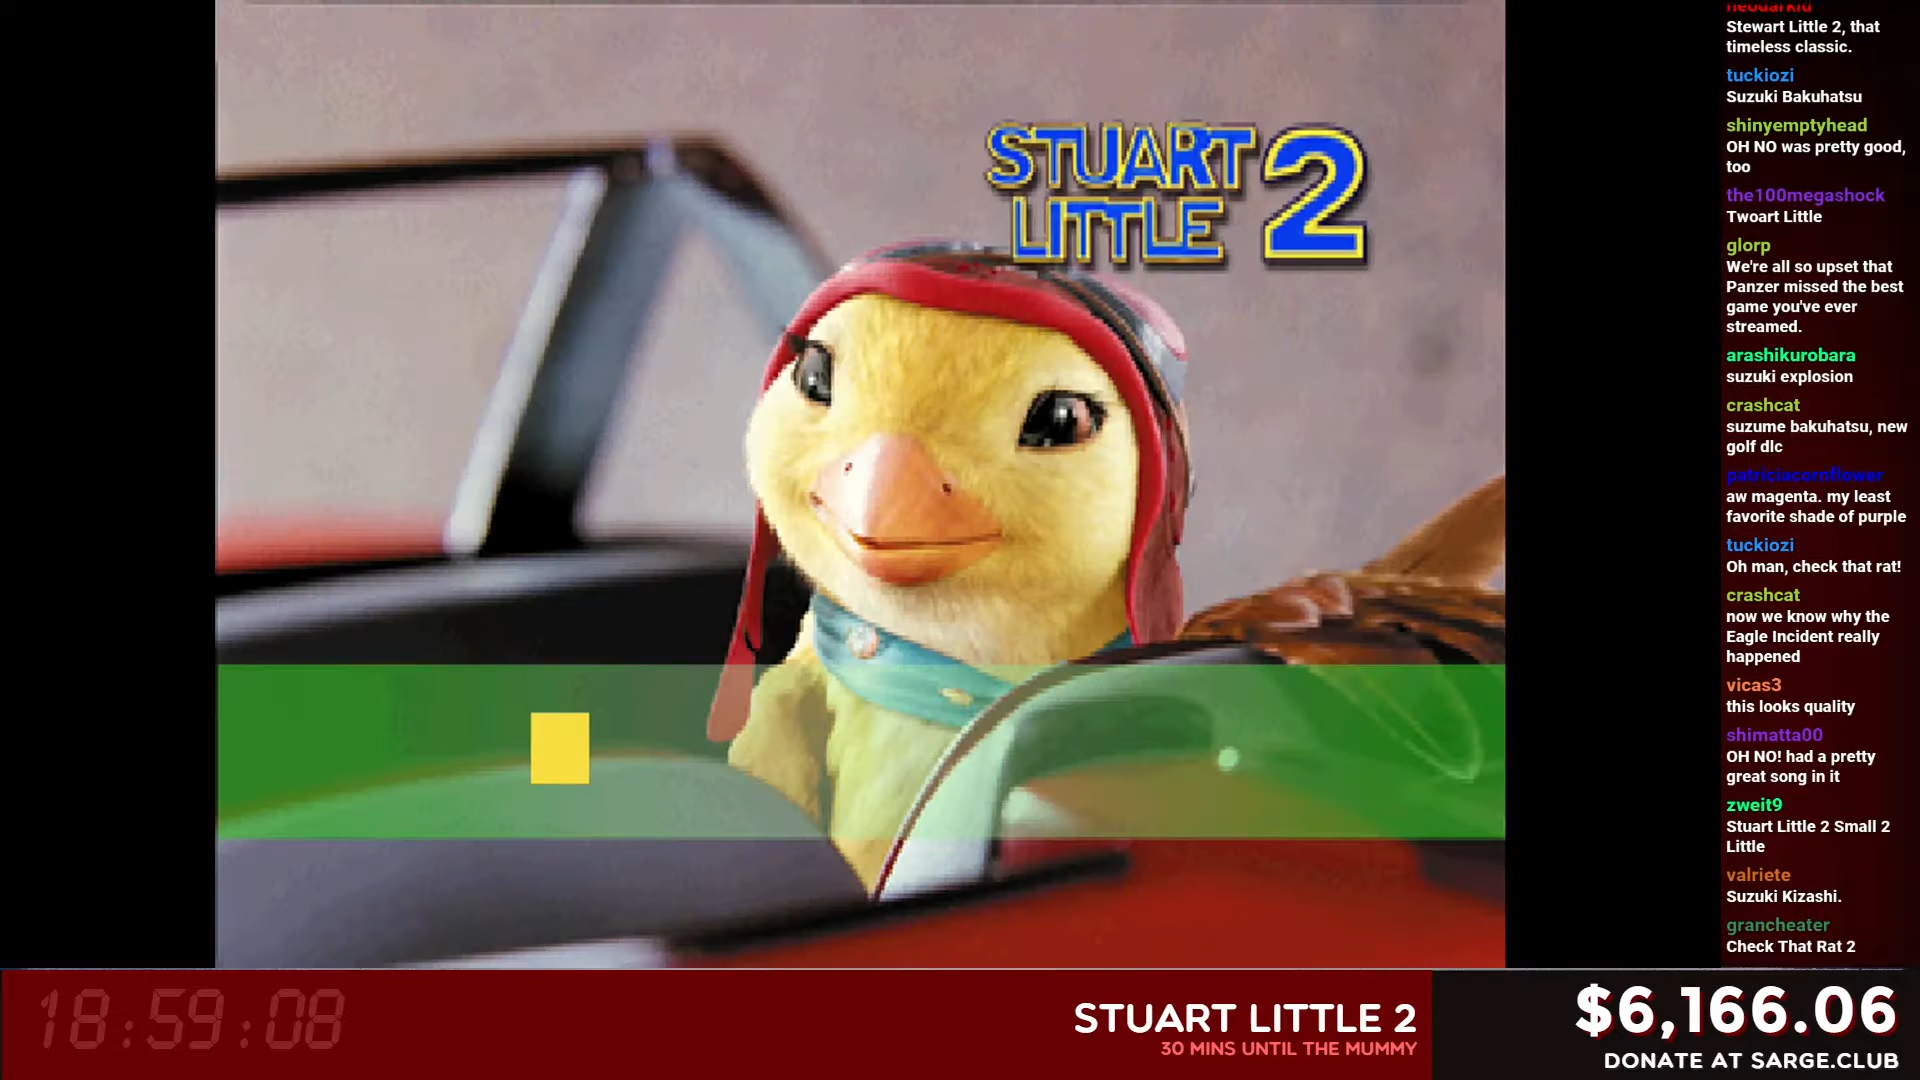 STUART
LITTLE 2
neodarkid
Stewart Little 2, that
timeless classic.
tuckiozi
Suzuki Bakuhatsu
shinyemptyhead
OH NO was pretty good,
too
the100megashock
Twoart Little
glorp
We're all so upset that
Panzer missed the best
game you've ever
streamed.
arashikurobara
suzuki explosion
crashcat
suzume bakuhatsu, new
golf dlc
patriciacornflower
aw magenta. my least
favorite shade of purple
tuckiozi
Oh man, check that rat!
crashcat
now we know why the
Eagle Incident really
happened
vicas3
this looks quality
shimatta00
OH NO! had a pretty
great song in it
zweit9
Stuart Little 2 Small 2
Little
valriete
Suzuki Kizashi.
grancheater
Check That Rat 2
18:59:08
STUART LITTLE 2
30 MINS UNTIL THE MUMMY
$6,166.06
DONATE AT SARGE.CLUB